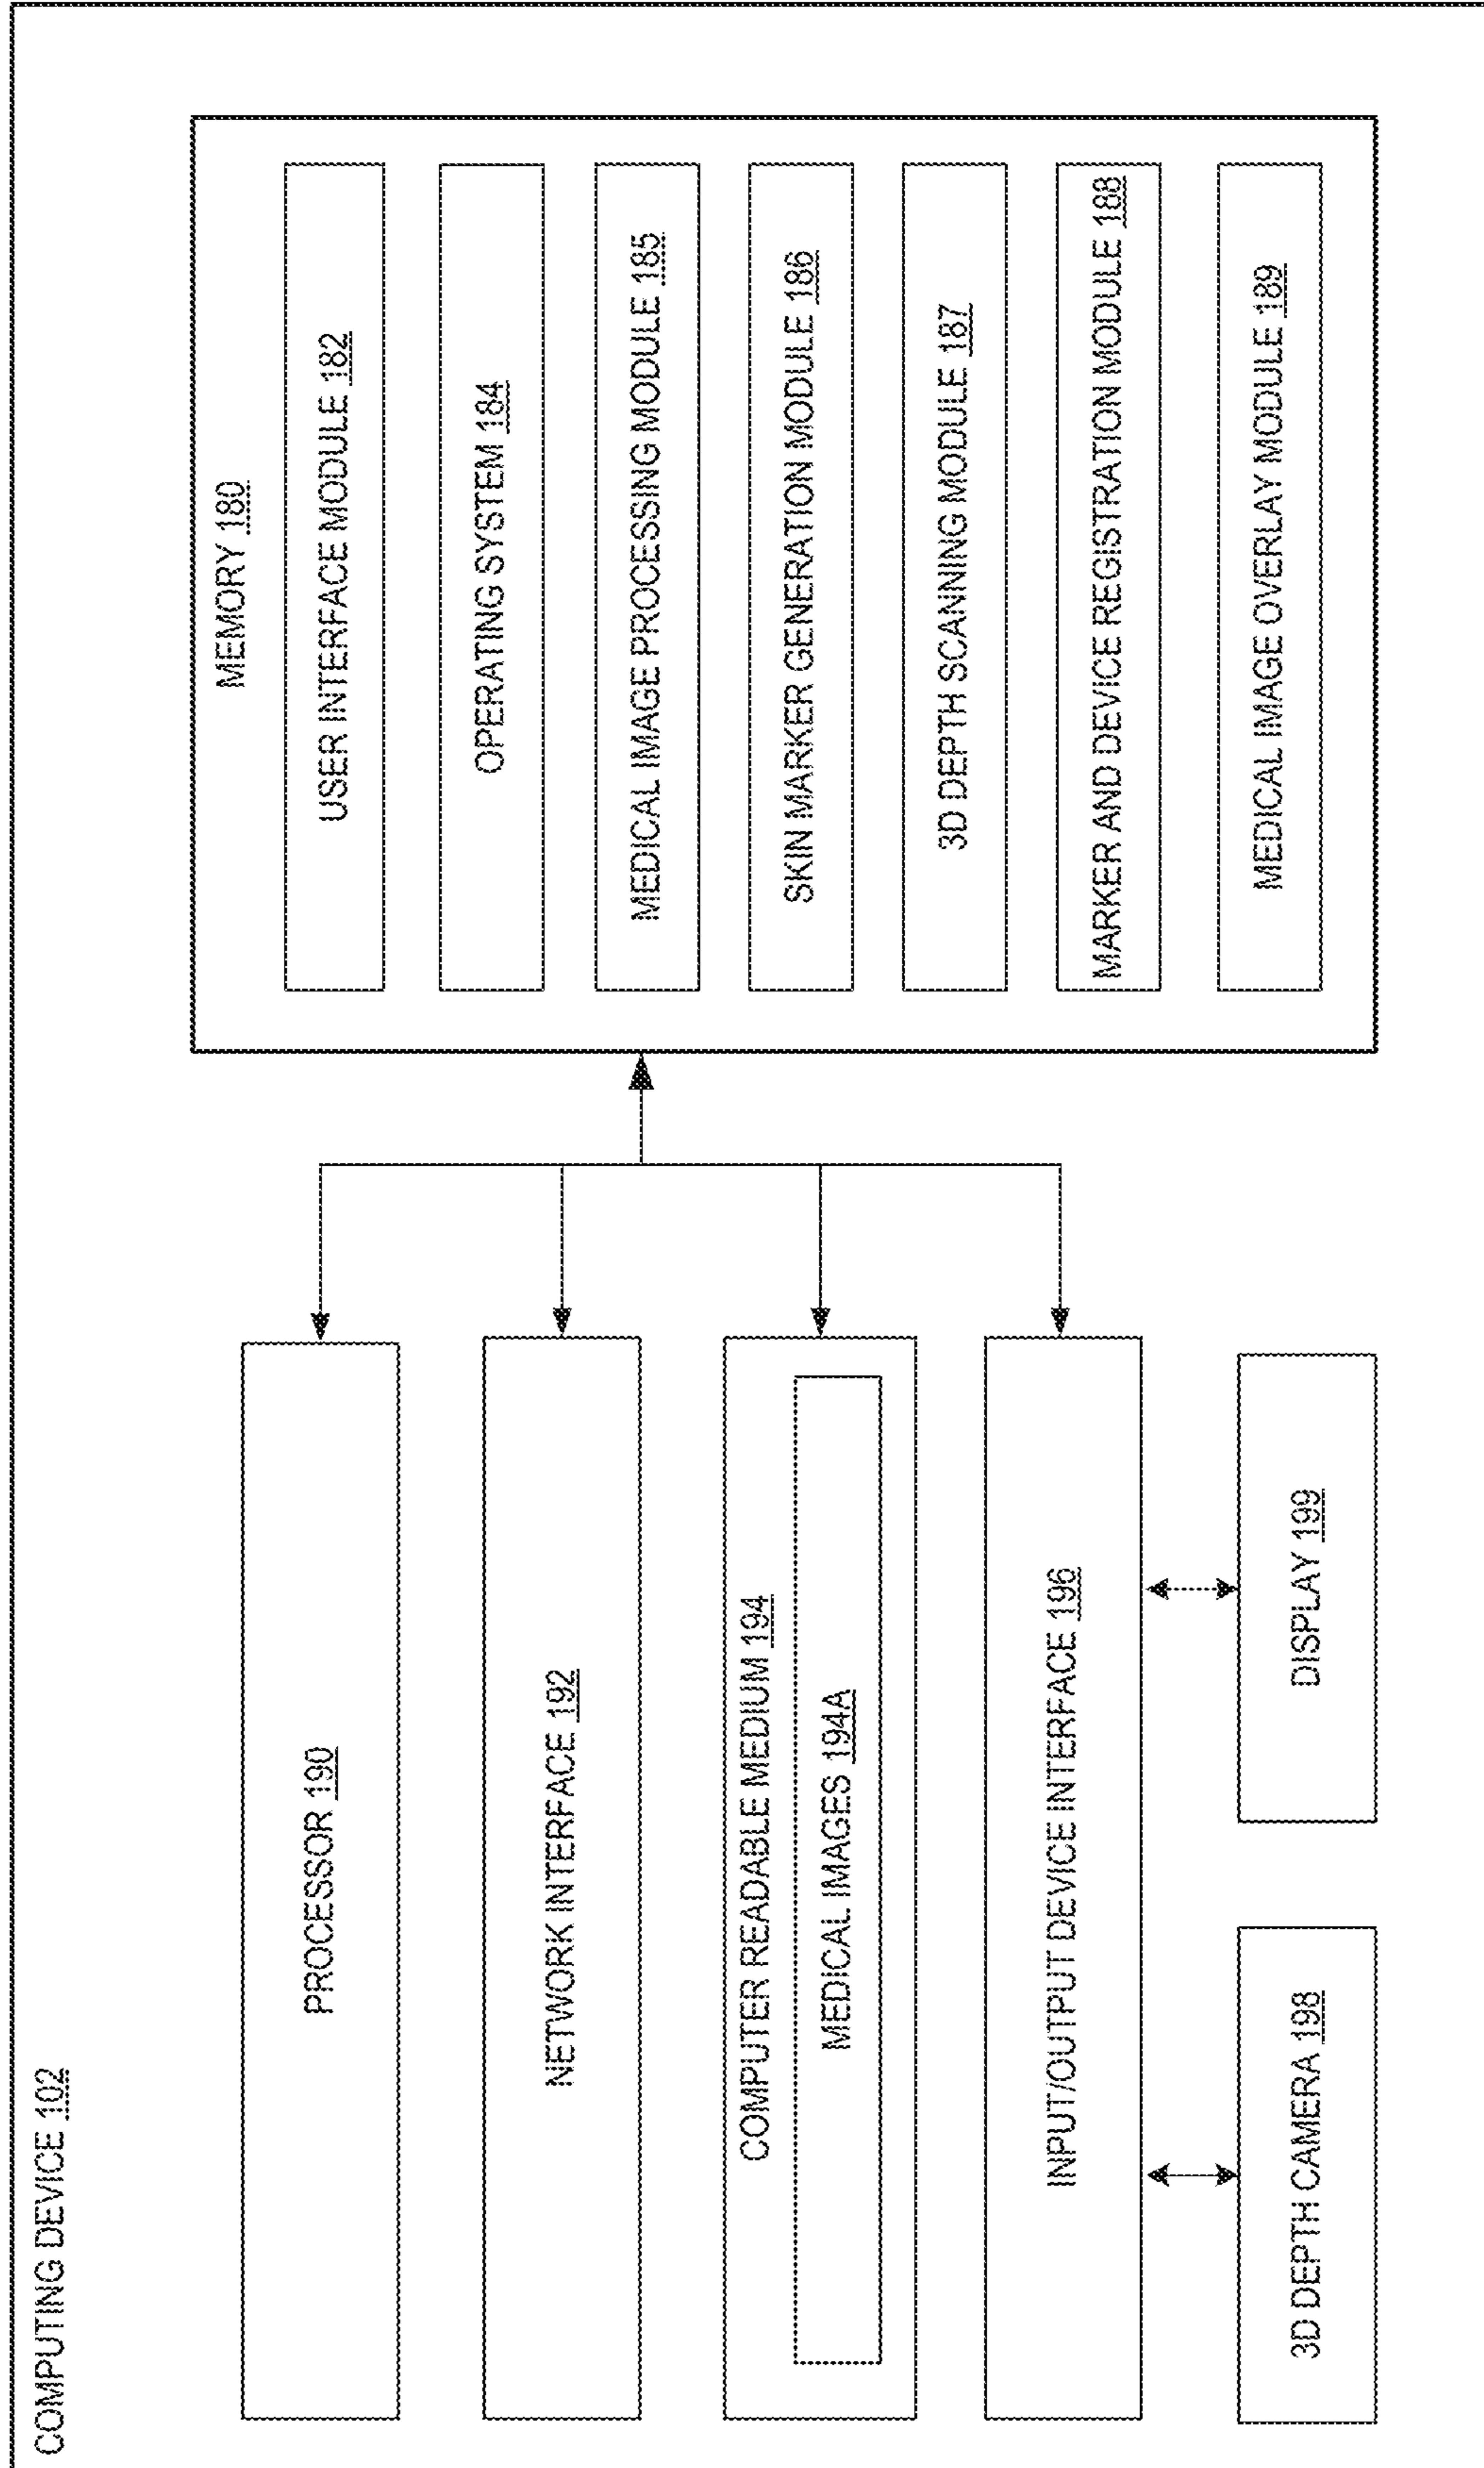 COMPUTING DEVICE 102
PROCESSOR 190
NETWORK INTERFACE 192
COMPUTER READABLE MEDIUM 194
MEDICAL IMAGES 194A
INPUT/OUTPUT DEVICE INTERFACE 196
3D DEPTH CAMERA 198
DISPLAY 199
MEMORY 180
USER INTERFACE MODULE 182
OPERATING SYSTEM 184
MEDICAL IMAGE PROCESSING MODULE 185
SKIN MARKER GENERATION MODULE 186
3D DEPTH SCANNING MODULE 187
MARKER AND DEVICE REGISTRATION MODULE 188
MEDICAL IMAGE OVERLAY MODULE 189